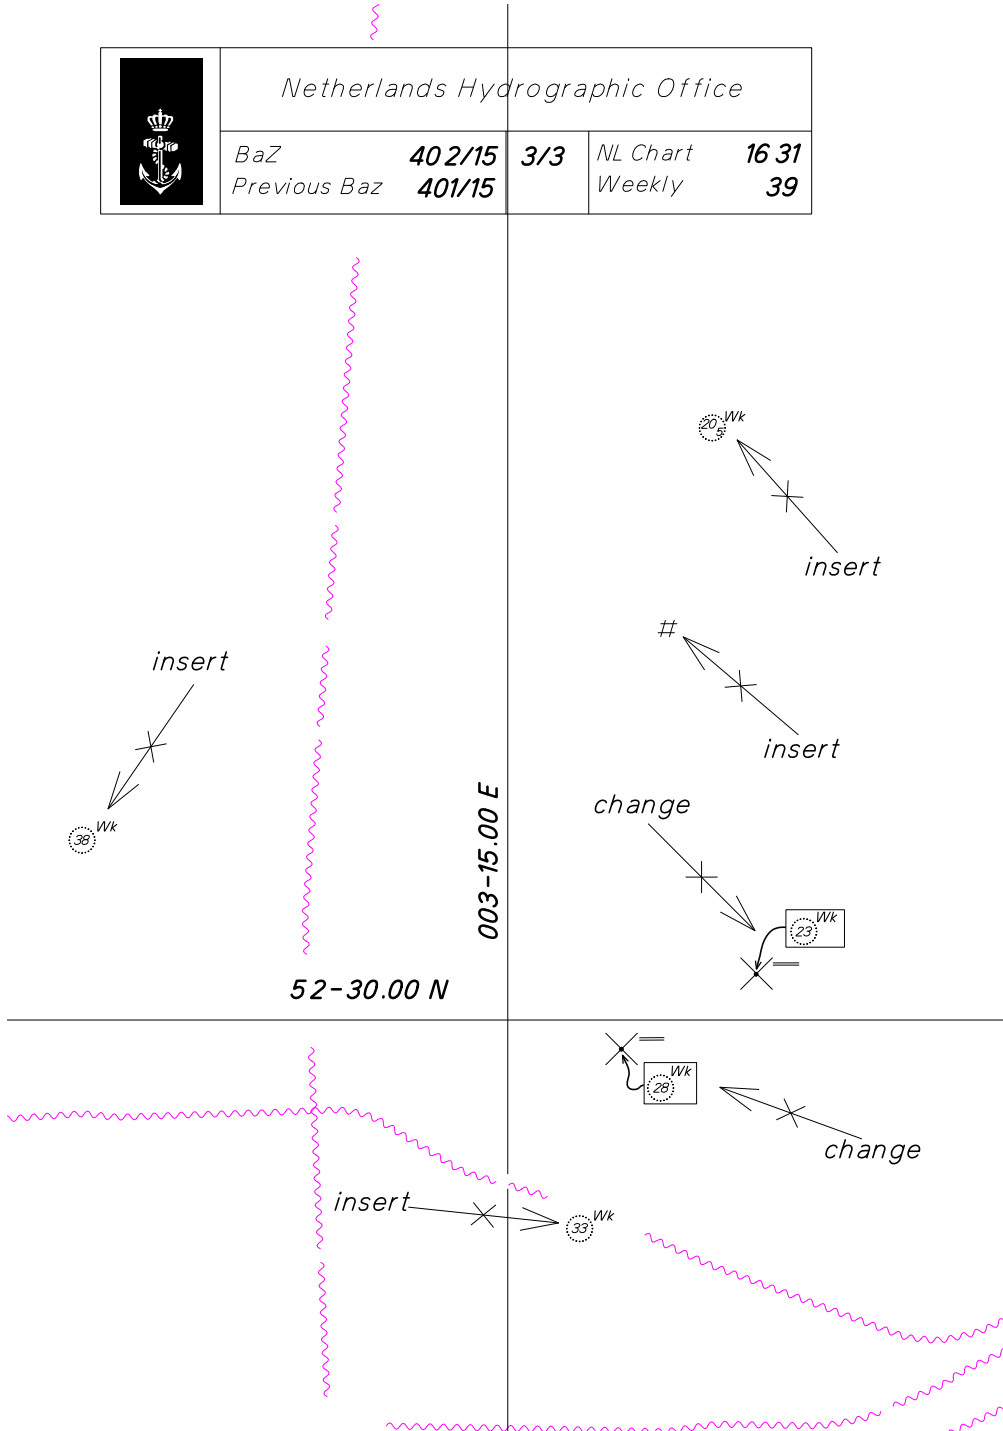 Netherlands Hydrographic Office
BaZ 402/15 3/3 NL Chart 1631
Previous Baz 401/15 Weekly 39
20 5 Wk
insert
#
insert
insert
38 Wk
change
003-15.00 E
23 Wk
52-30.00 N
28 Wk
change
insert
33 Wk